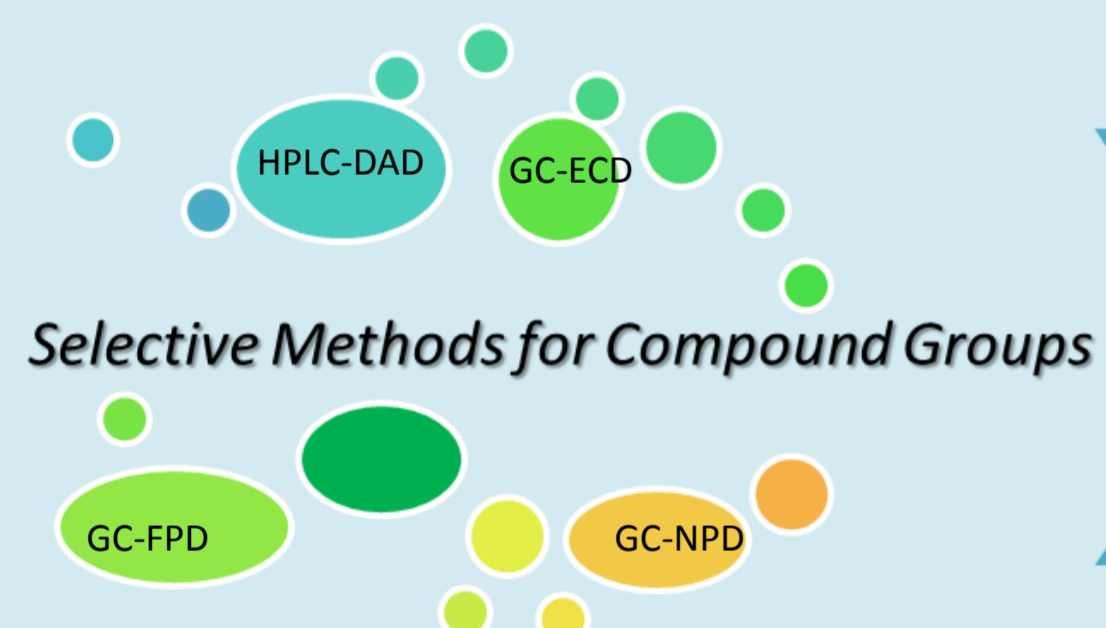 HPLC-DAD
GC-ECD
Selective Methods for Compound Groups
GC-FPD
GC-NPD